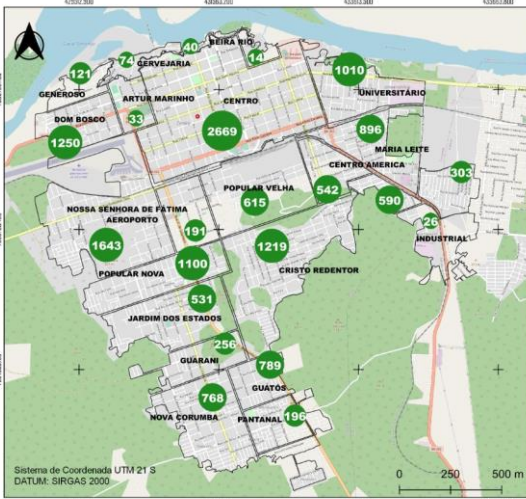 BEIRA RIO
40
14
74
CERVEJARIA
121
1010
GENEROSO
UNIVERSITÁRIO
ARTUR MARINHO
CENTRO
DOM BOSCO
33
1250
2669
896
MARIA LEITE
CENTRO AMERICA
303
POPULAR VELHA
542
615
590
NOSSA SENHORA DE FÁTIMA
AEROPORTO
26
191
INDUSTRIAL
1643
1219
1100
POPULAR NOVA
CRISTO REDENTOR
531
JARDIM DOS ESTADOS
256
GUARANI
789
GUATÓS
768
196
NOVA CORUMBA
PANTANAL
Sistema de Coordenada UTM 21 S
DATUM: SIRGAS 2000
0 250 500 m